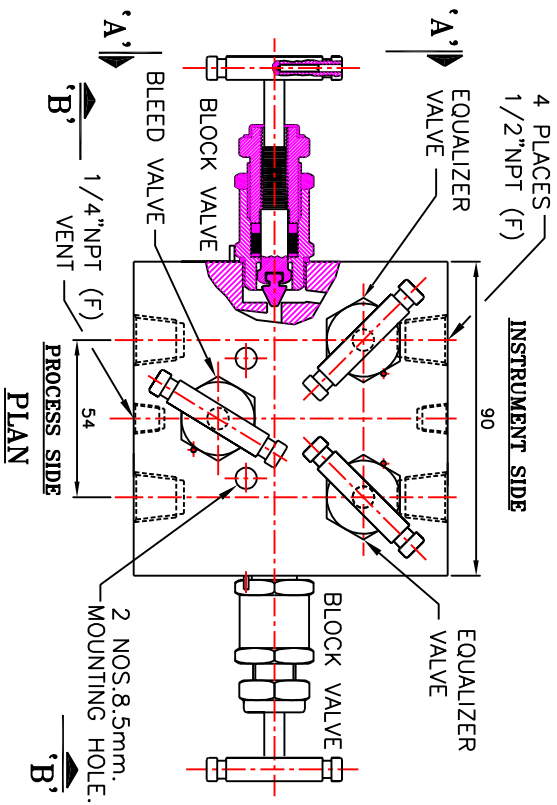 4 PLACES
1/2"NPT (F)
INSTRUMENT SIDE
90
EQUALIZER
VALVE
EQUALIZER
VALVE
'A'
'A'
BLOCK VALVE
BLOCK VALVE
BLEED VALVE
'B'
'B'
1/4"NPT (F)
VENT
54
2 NOS.8.5mm.
MOUNTING HOLE.
PROCESS SIDE
PLAN